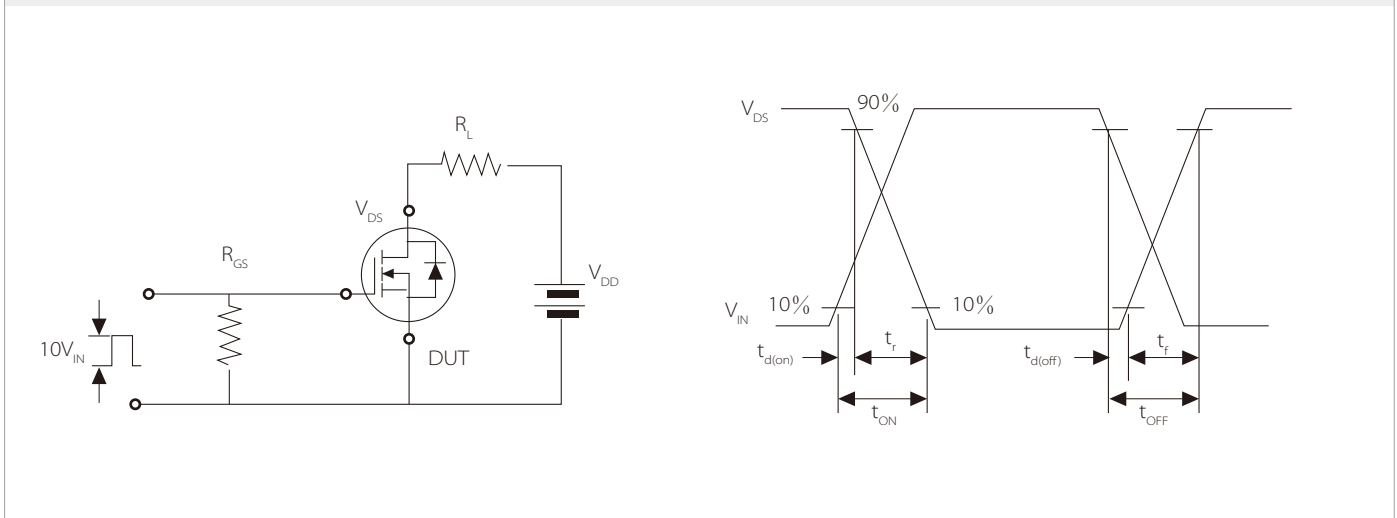 R_L
V_DS
R_GS
V_DD
10V_IN
DUT
V_DS
90%
V_IN
10%
10%
t_d(on)
t_r
t_d(off)
t_f
t_ON
t_OFF